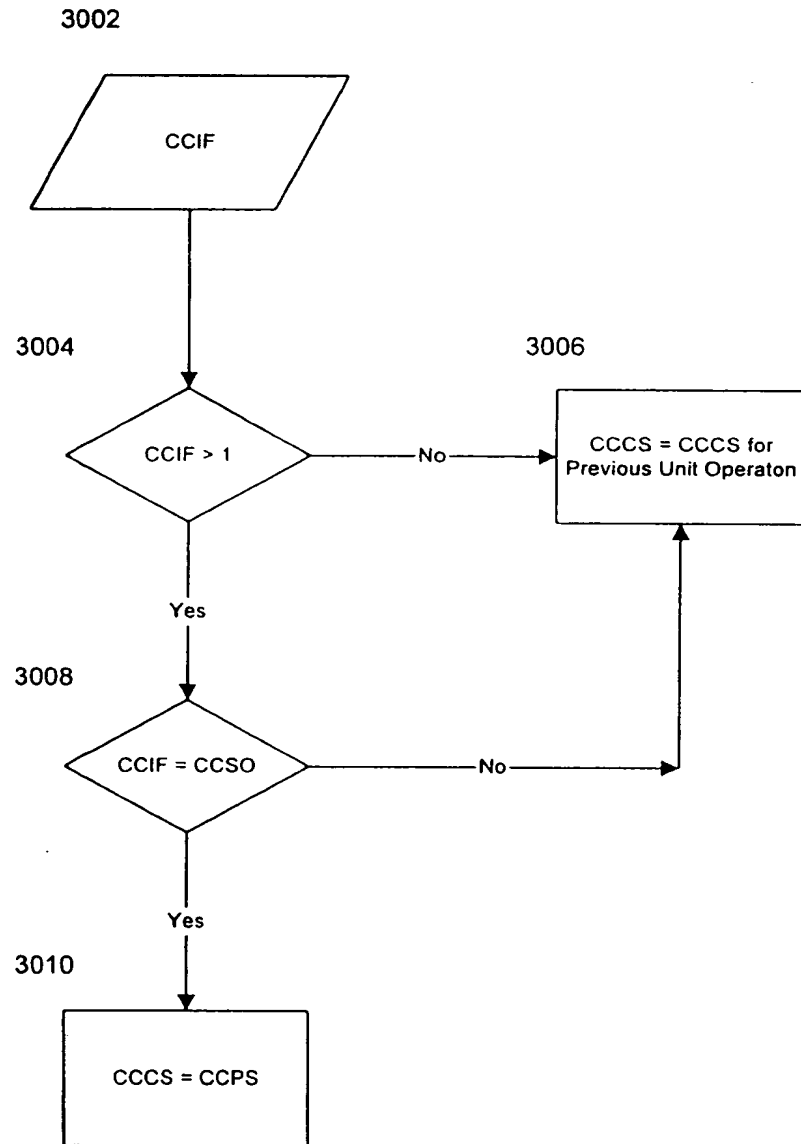 3002
CCIF
3004
3006
CCIF > 1
No
CCCS = CCCS for
Previous Unit Operaton
Yes
3008
CCIF = CCSO
No
Yes
3010
CCCS = CCPS